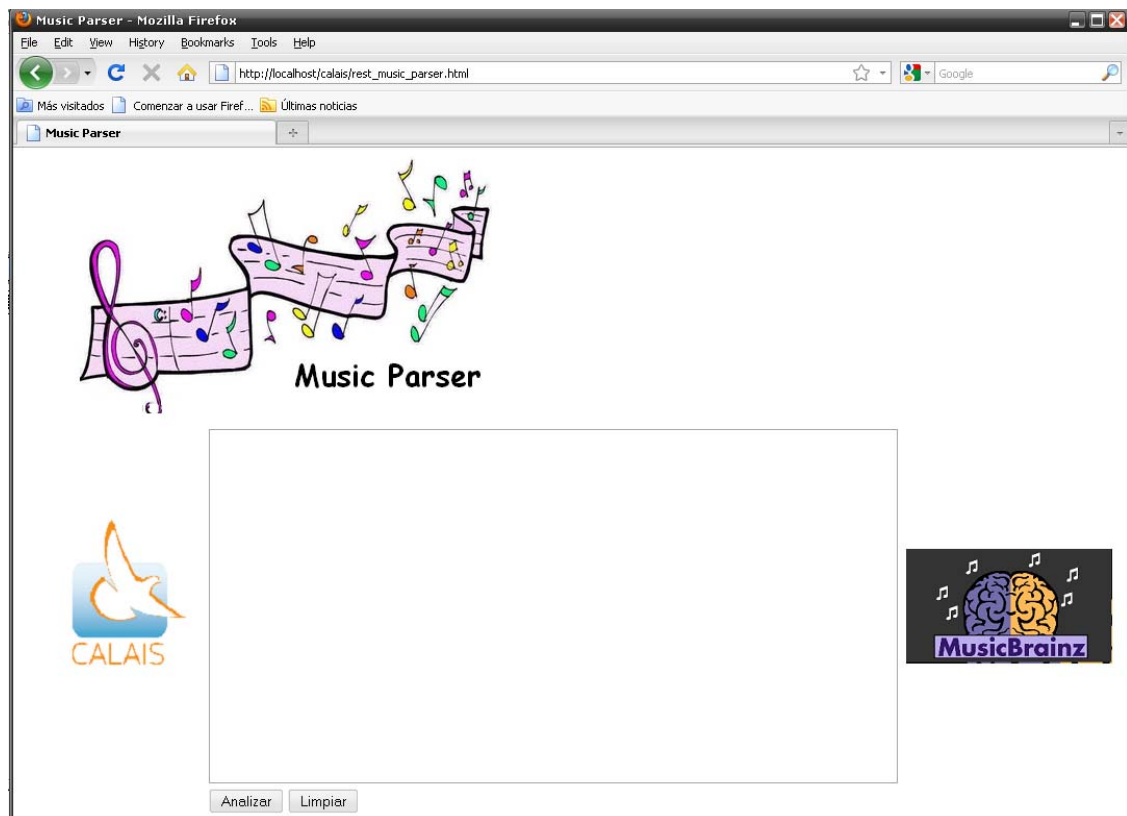 Music Parser - Mozilla Firefox
File Edit View History Bookmarks Tools Help
http://localhost/calais/rest_music_parser.html Google
Más visitados Comenzar a usar Firef... Últimas noticias
Music Parser
Music Parser
CALAIS
MusicBrainz
Analizar Limpiar